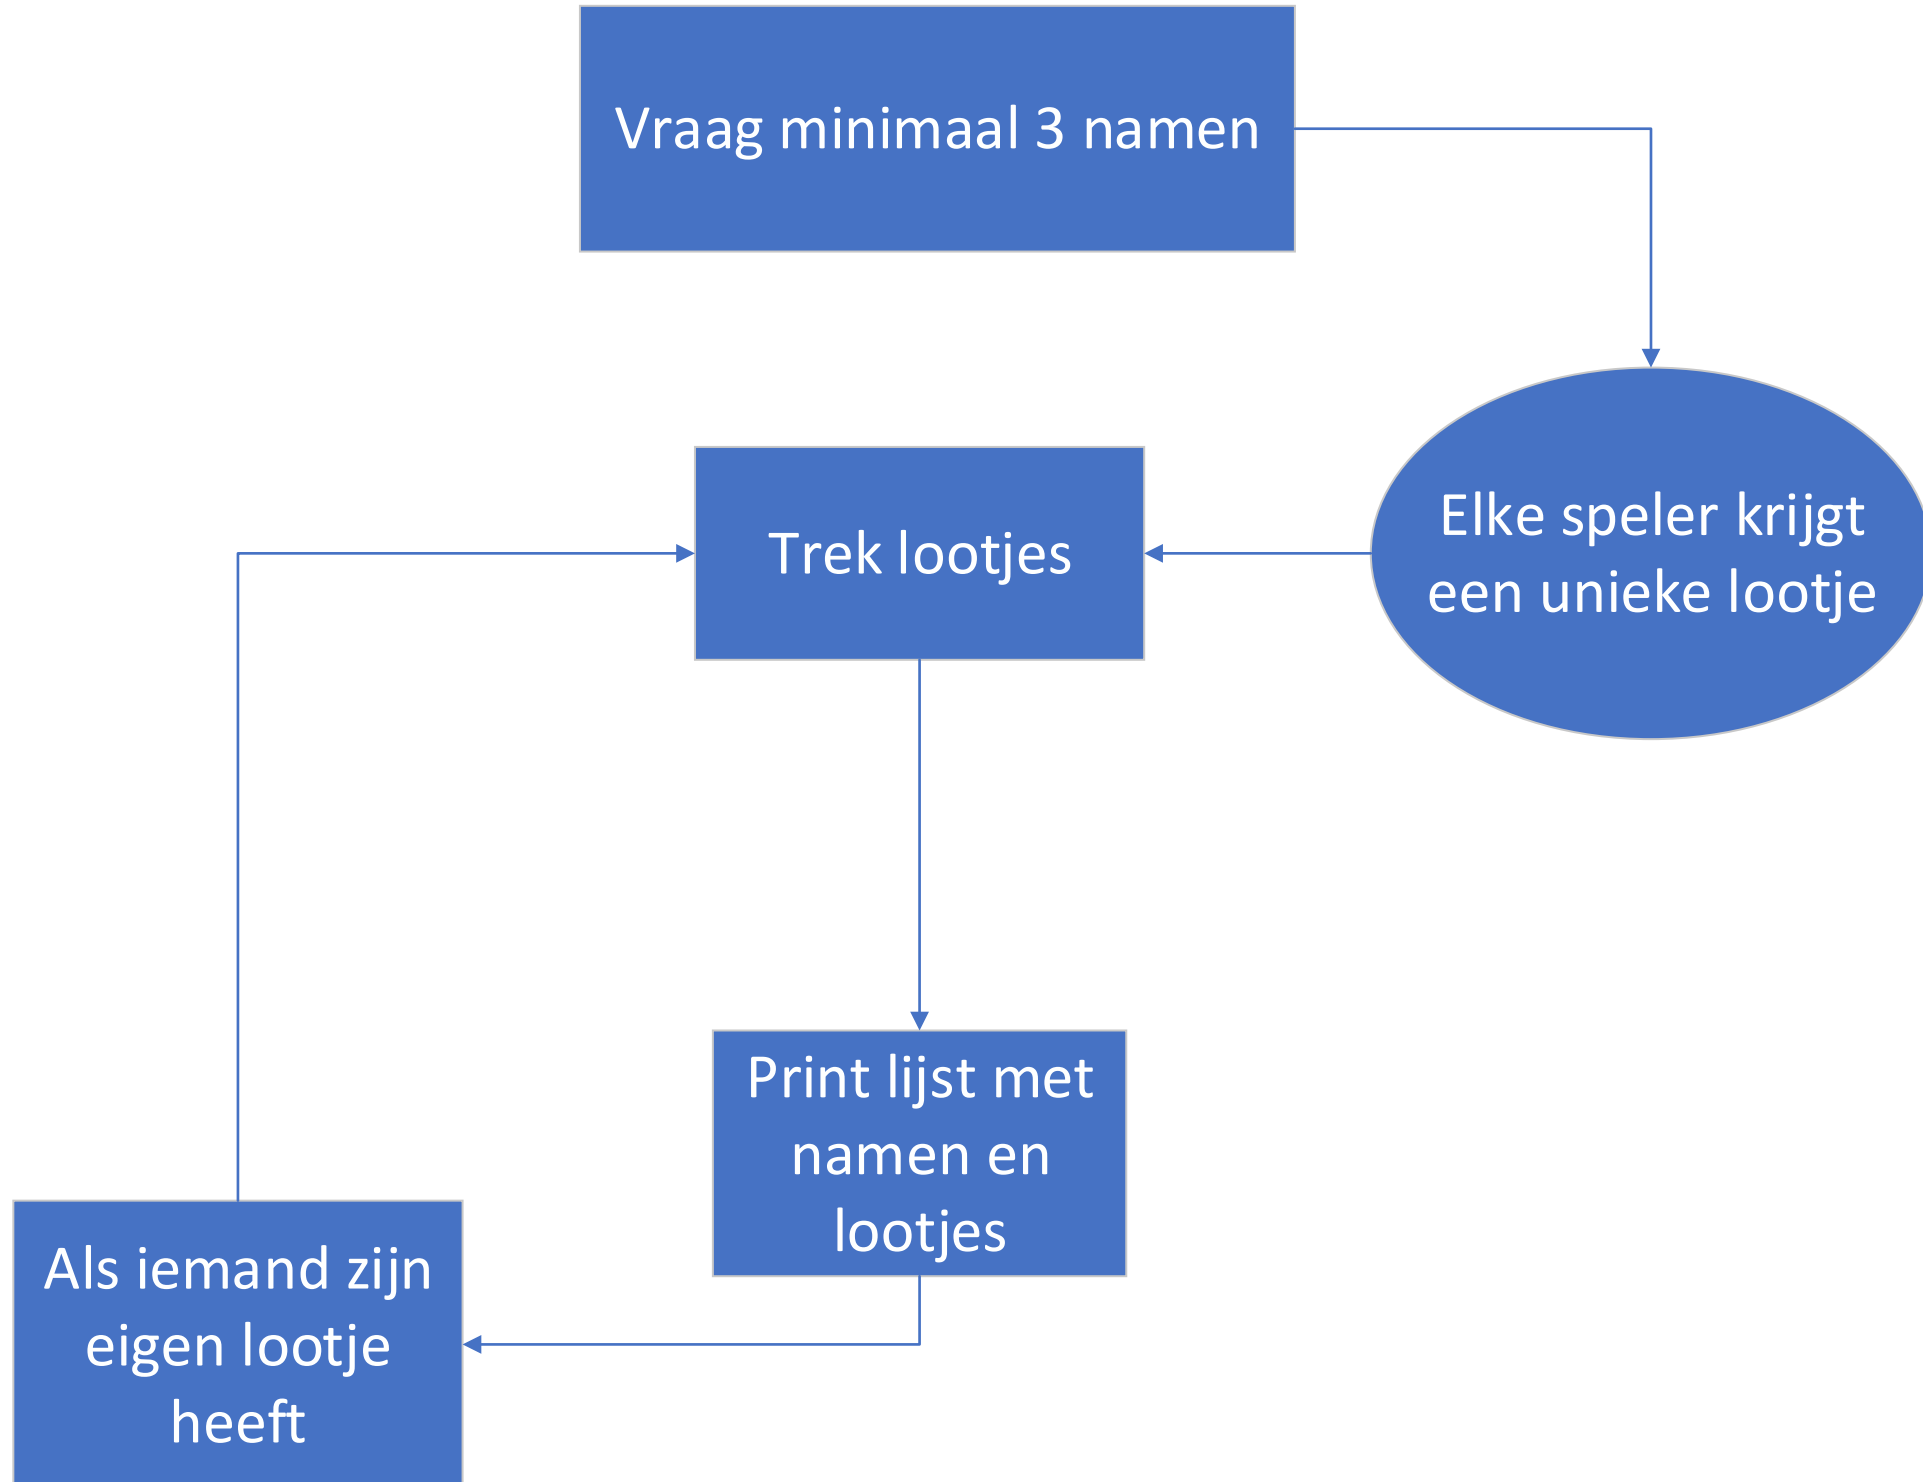 Vraag minimaal 3 namen
Elke speler krijgt
een unieke lootje
Trek lootjes
Print lijst met
namen en
lootjes
Als iemand zijn
eigen lootje
heeft